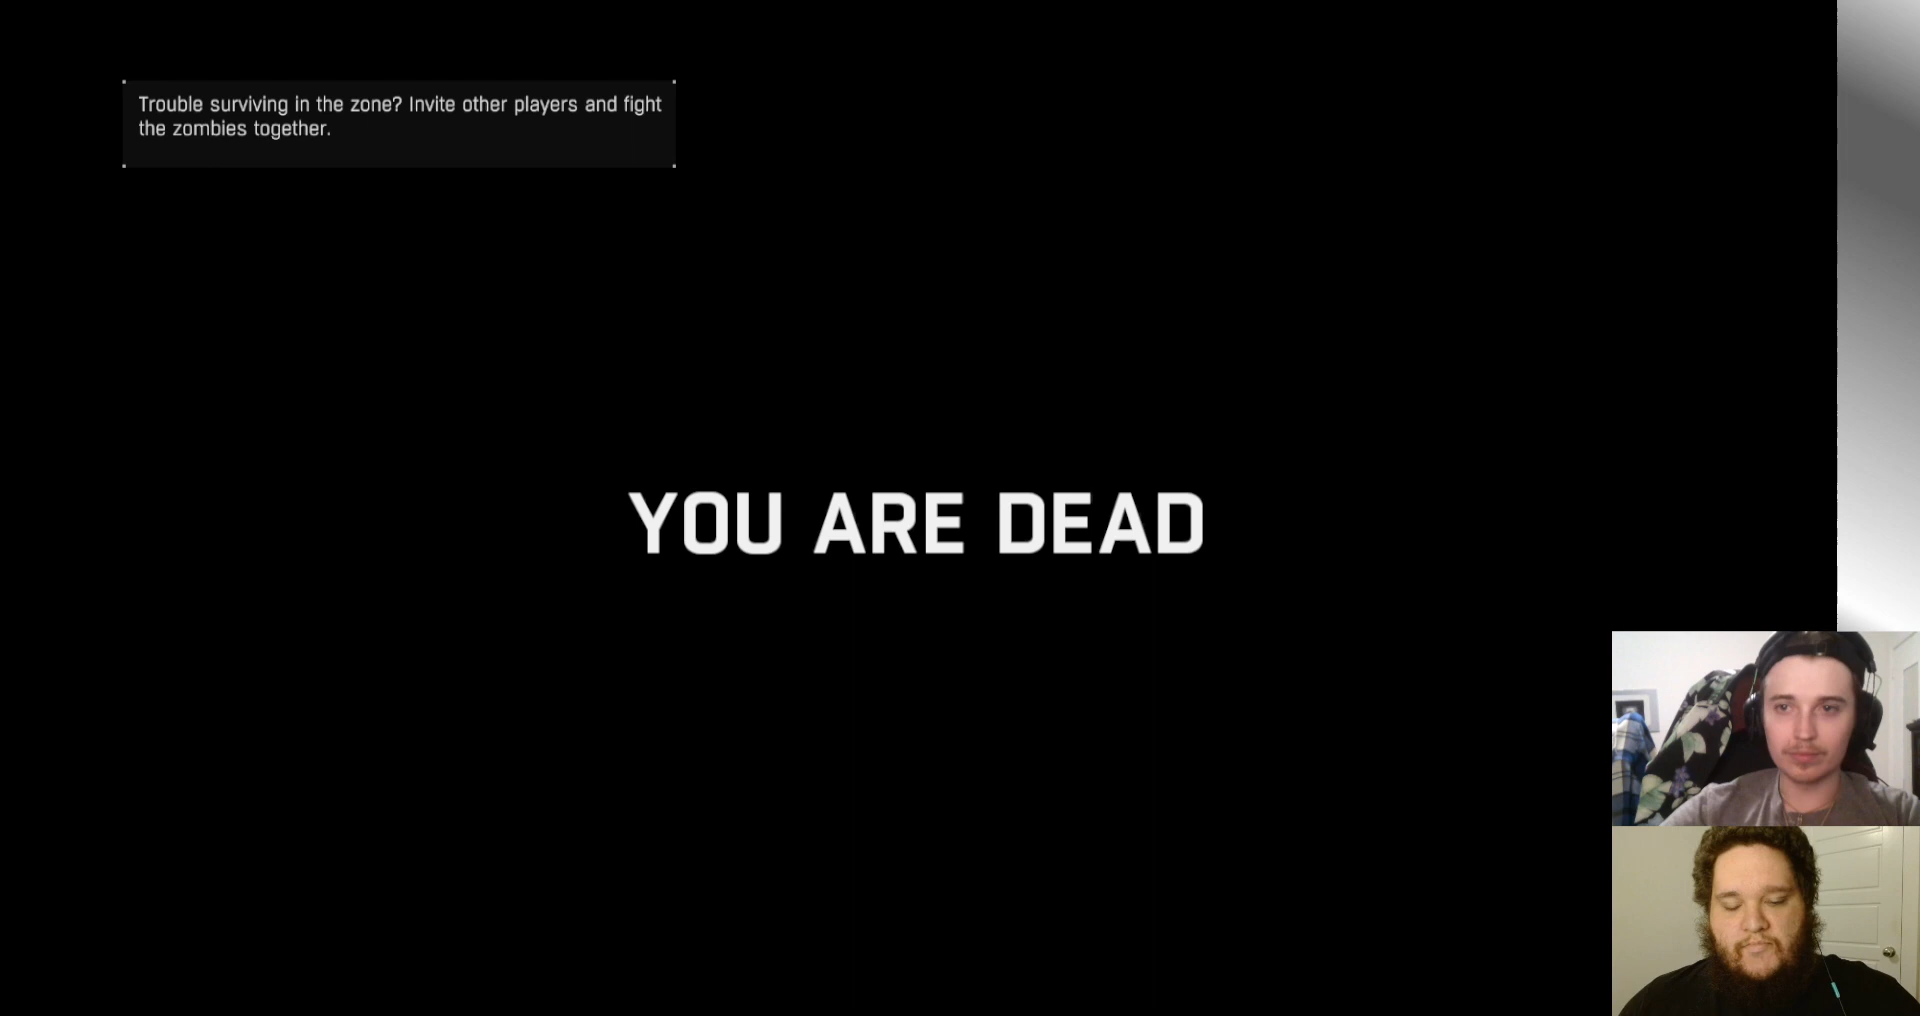 Trouble surviving in the zone? Invite other players and fight
the zombies together.
YOU ARE DEAD